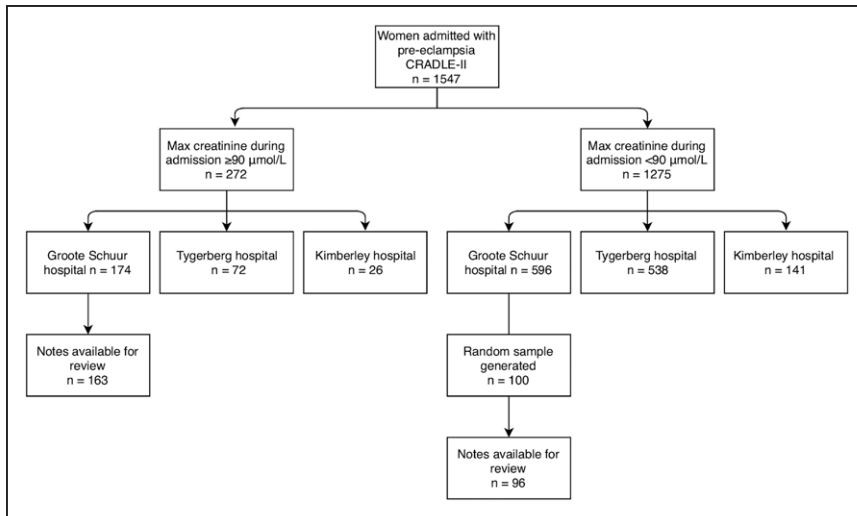 Women admitted with
pre-eclampsia
CRADLE-II
n = 1547
Max creatinine during
admission ≥90 μmol/L
n = 272
Max creatinine during
admission <90 μmol/L
n = 1275
Groote Schuur
hospital n = 174
Tygerberg hospital
n = 72
Kimberley hospital
n = 26
Groote Schuur
hospital n = 596
Tygerberg hospital
n = 538
Kimberley hospital
n = 141
Notes available for
review
n = 163
Random sample
generated
n = 100
Notes available for
review
n = 96